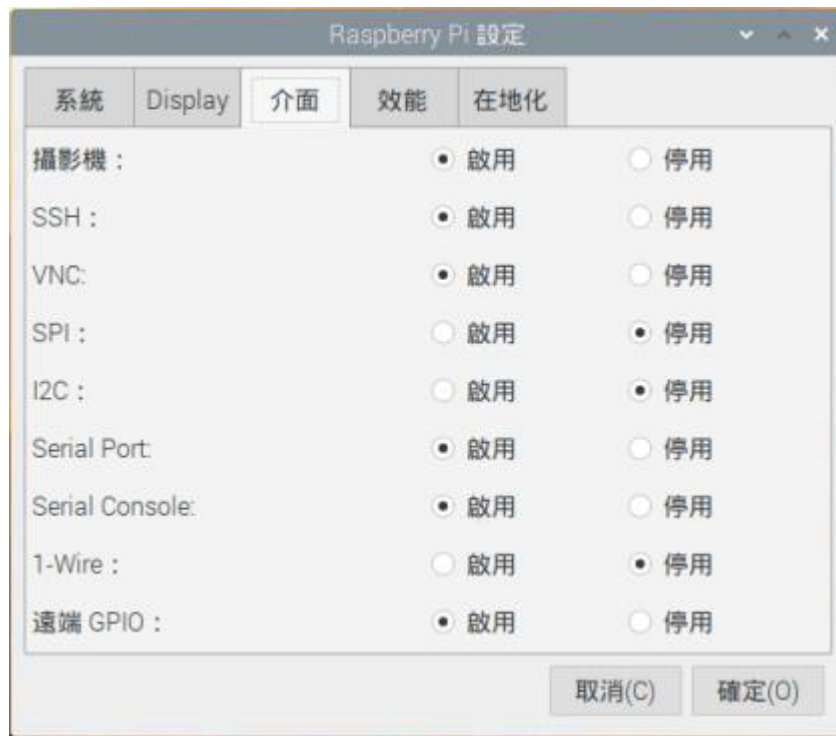 Raspberry Pi 設定
系統 Display 介面 效能 在地化
攝影機： 啟用 停用
SSH： 啟用 停用
VNC: 啟用 停用
SPI： 啟用 停用
I2C： 啟用 停用
Serial Port: 啟用 停用
Serial Console: 啟用 停用
1-Wire： 啟用 停用
遠端 GPIO： 啟用 停用
取消(C) 確定(O)